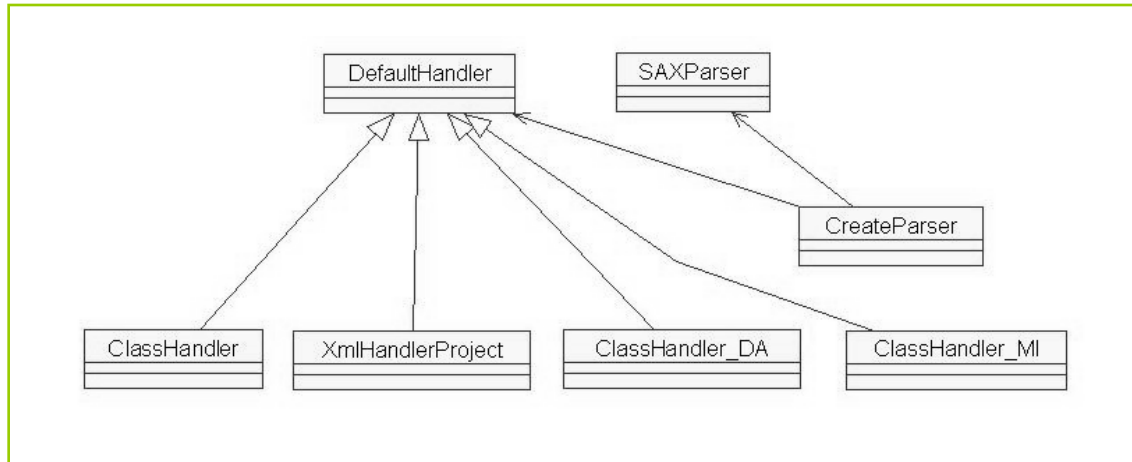 DefaultHandler
SAXParser
CreateParser
ClassHandler
XmlHandlerProject
ClassHandler_DA
ClassHandler_MI